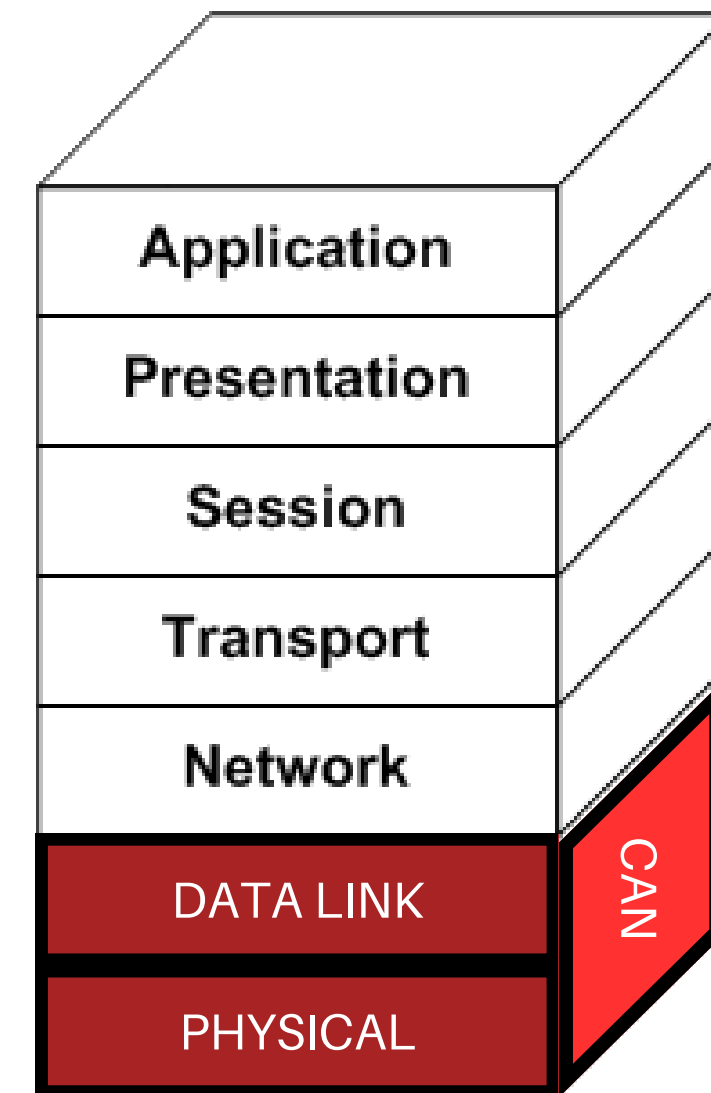 Application
Presentation
Session
Transport
Network
DATA LINK
CAN
PHYSICAL